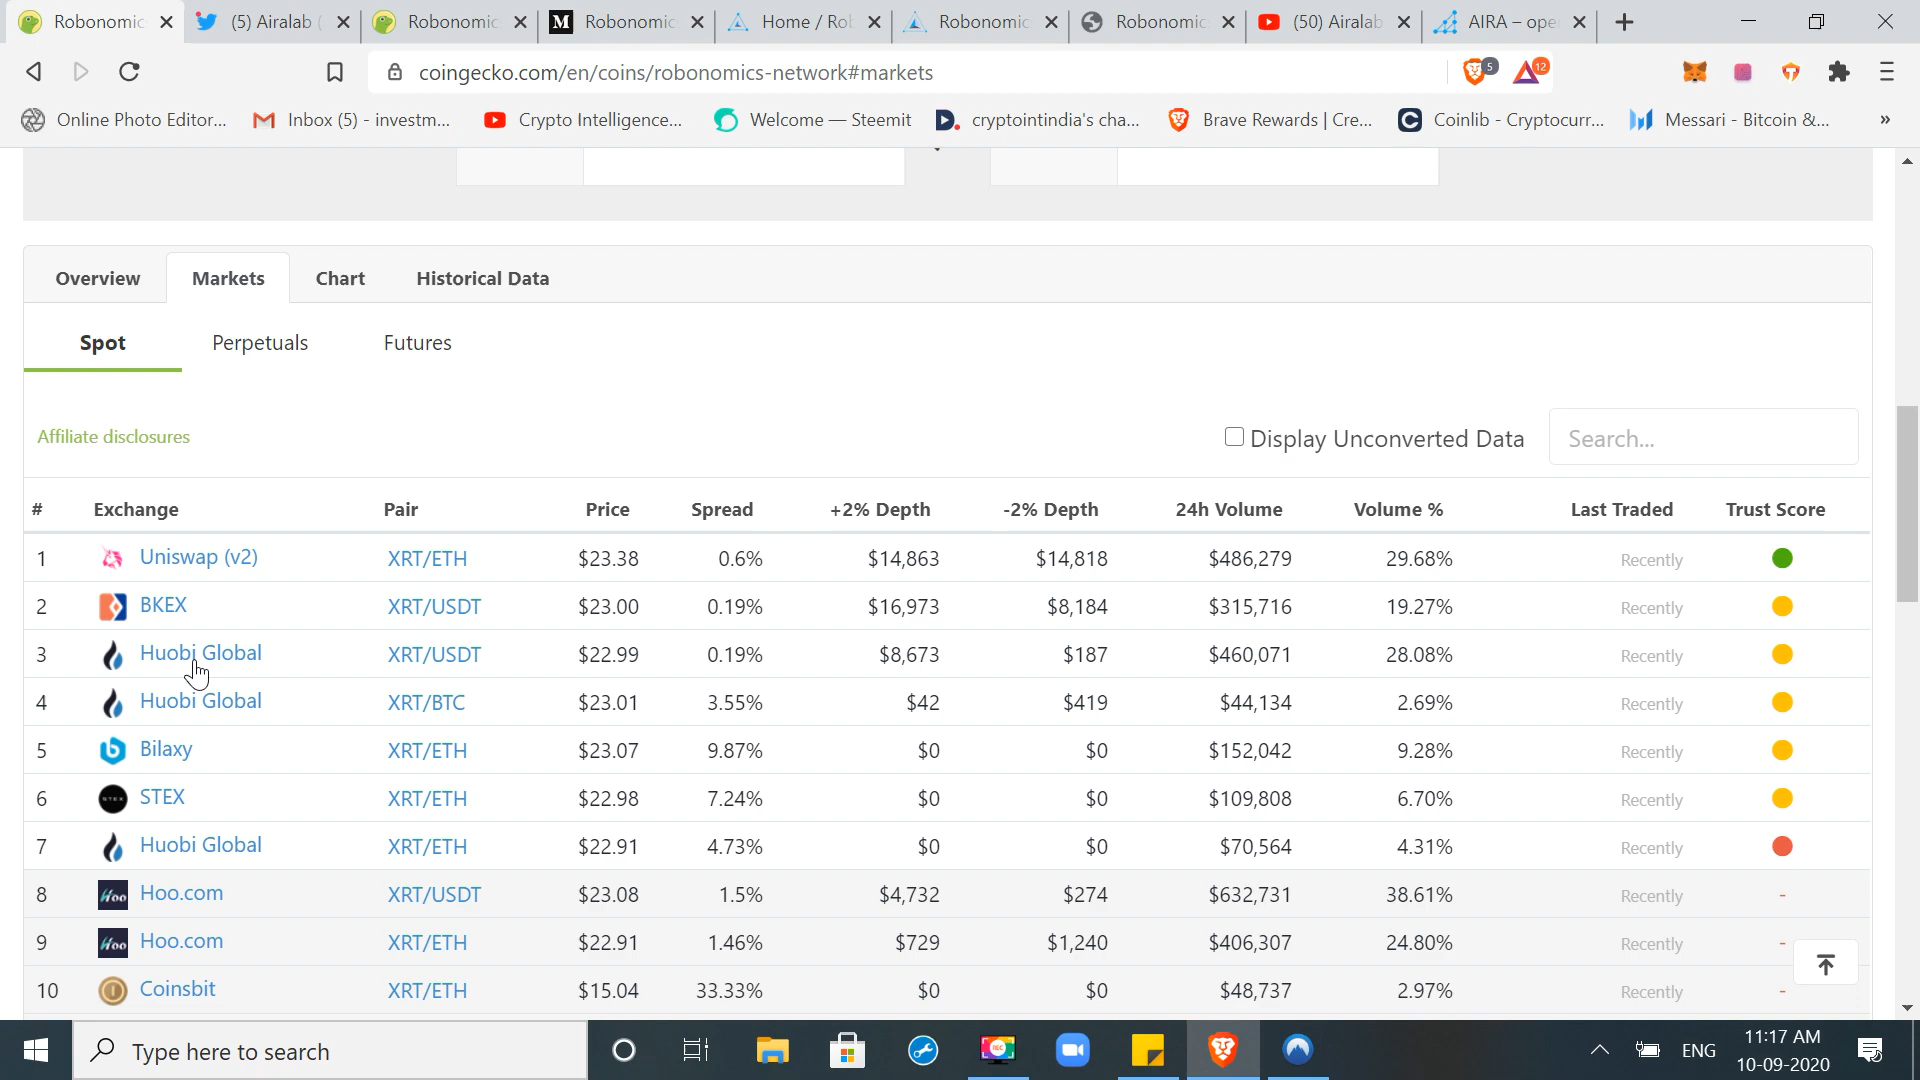 Robonomic
(5) Airalab (
Robonomic
M Robonomic
Home / Rob
Robonomic
Robonomic
(50) Airalab
AIRA – ope
coingecko.com/en/coins/robonomics-network#markets
5
12
Online Photo Editor...
Inbox (5) - investm...
Crypto Intelligence...
Welcome — Steemit
cryptointindia's cha...
Brave Rewards | Cre...
Coinlib - Cryptocurr...
Messari - Bitcoin &...
»
Overview Markets Chart Historical Data
Spot Perpetuals Futures
Affiliate disclosures
Display Unconverted Data
Search...
# Exchange Pair Price Spread +2% Depth -2% Depth 24h Volume Volume % Last Traded Trust Score
1 Uniswap (v2) XRT/ETH $23.38 0.6% $14,863 $14,818 $486,279 29.68% Recently
2 BKEX XRT/USDT $23.00 0.19% $16,973 $8,184 $315,716 19.27% Recently
3 Huobi Global XRT/USDT $22.99 0.19% $8,673 $187 $460,071 28.08% Recently
4 Huobi Global XRT/BTC $23.01 3.55% $42 $419 $44,134 2.69% Recently
5 Bilaxy XRT/ETH $23.07 9.87% $0 $0 $152,042 9.28% Recently
6 STEX XRT/ETH $22.98 7.24% $0 $0 $109,808 6.70% Recently
7 Huobi Global XRT/ETH $22.91 4.73% $0 $0 $70,564 4.31% Recently
8 Hoo Hoo.com XRT/USDT $23.08 1.5% $4,732 $274 $632,731 38.61% Recently -
9 Hoo Hoo.com XRT/ETH $22.91 1.46% $729 $1,240 $406,307 24.80% Recently -
10 Coinsbit XRT/ETH $15.04 33.33% $0 $0 $48,737 2.97% Recently -
Type here to search
REC
ENG
11:17 AM
10-09-2020